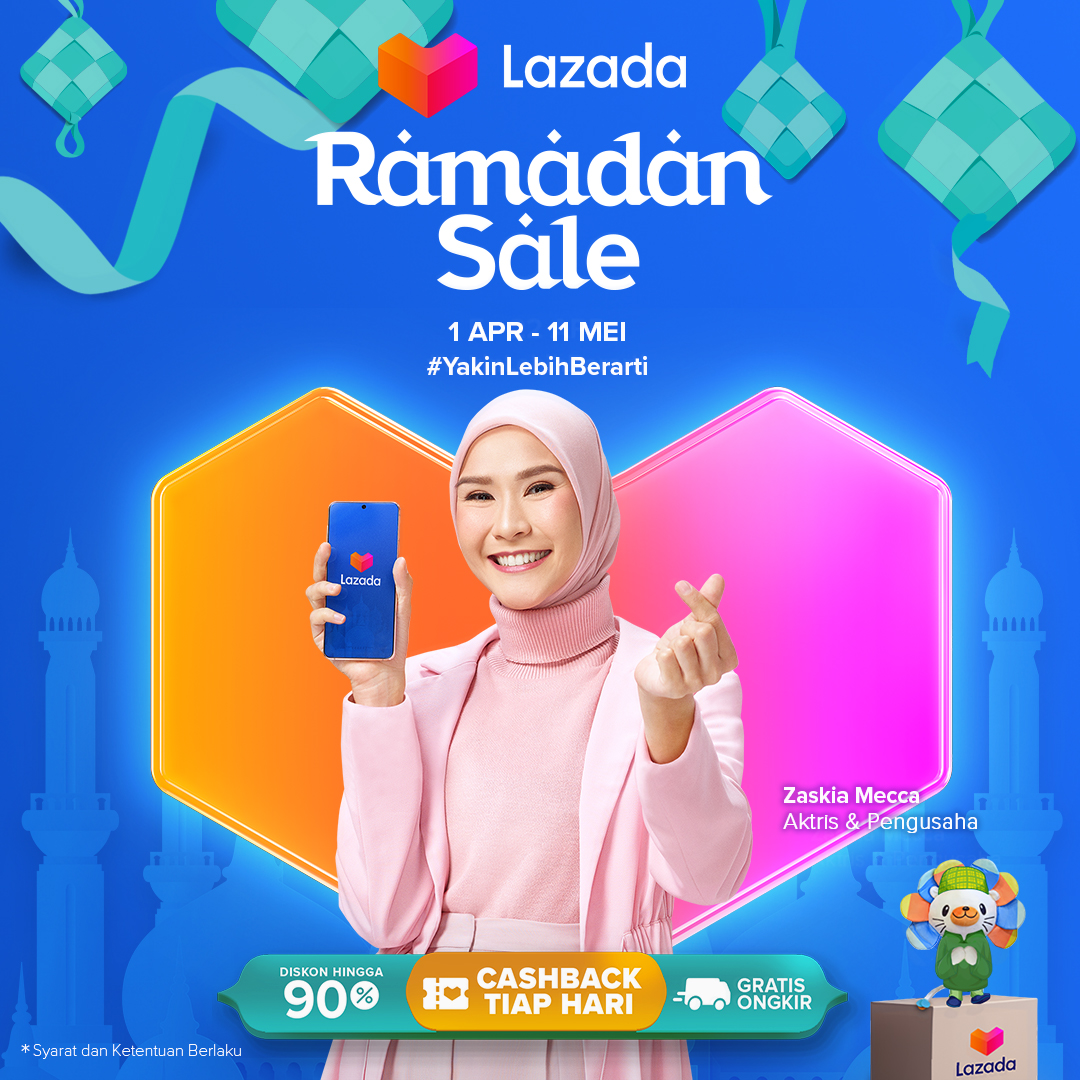 Lazada
Ramadan
Sale
1 APR - 11 MEI
#YakinLebihBerarti
Lazada
Zaskia Mecca
Aktris & Pengusaha
DISKON HINGGA
90%
CASHBACK
TIAP HARI
GRATIS
ONGKIR
*Syarat dan Ketentuan Berlaku
Lazada